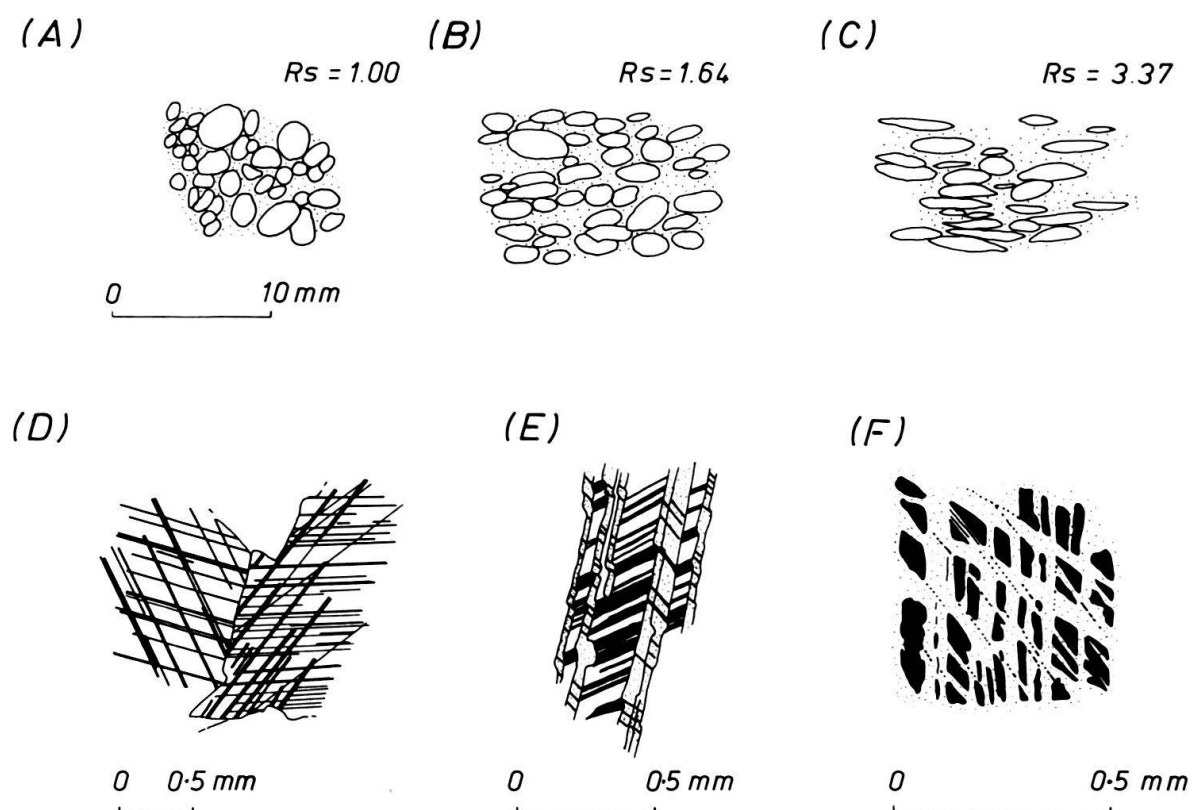 (A)
(B)
(C)
Rs = 1.00
Rs = 1.64
Rs = 3.37
0 10 mm
(D)
(E)
(F)
0 0·5 mm
0 0·5 mm
0 0·5 mm